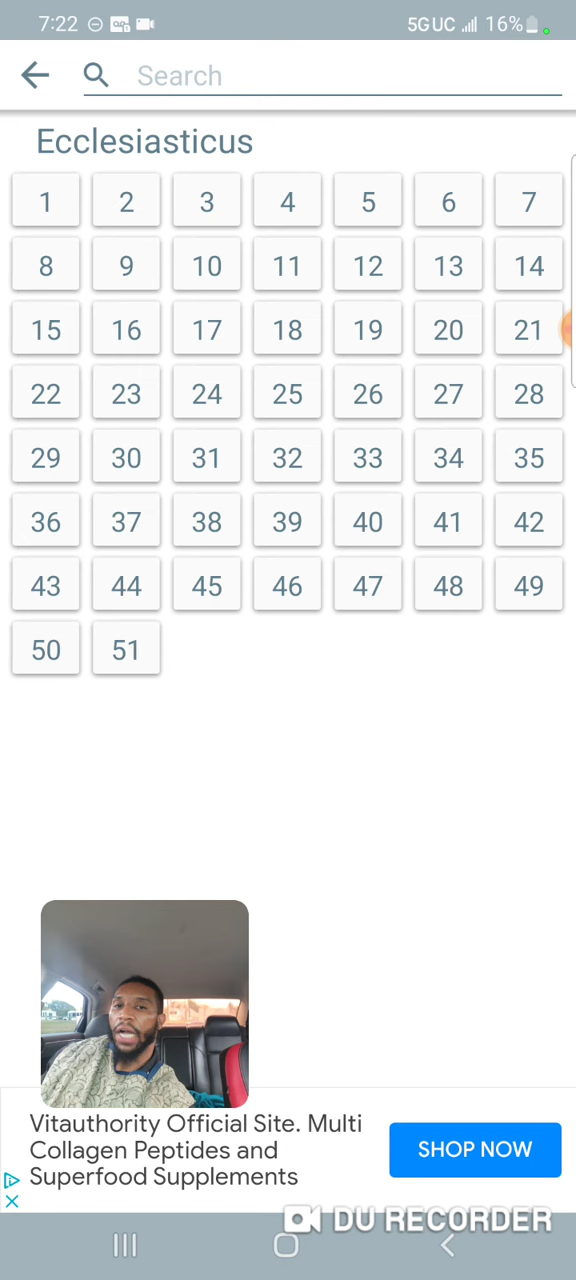 7:22 5G UC 16%
Search
Ecclesiasticus
1 2 3 4 5 6 7
8 9 10 11 12 13 14
15 16 17 18 19 20 21
22 23 24 25 26 27 28
29 30 31 32 33 34 35
36 37 38 39 40 41 42
43 44 45 46 47 48 49
50 51
Vitauthority Official Site. Multi
Collagen Peptides and
Superfood Supplements
SHOP NOW
DU RECORDER